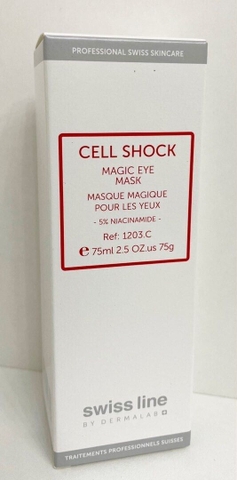 PROFESSIONAL SWISS SKINCARE
CELL SHOCK
MAGIC EYE
MASK
MASQUE MAGIQUE
POUR LES YEUX
- 5% NIACINAMIDE -
Ref: 1203.C
℮ 75ml 2.5 OZ.us 75g
swiss line
BY DERMALAB
TRAITEMENTS PROFESSIONNELS SUISSES